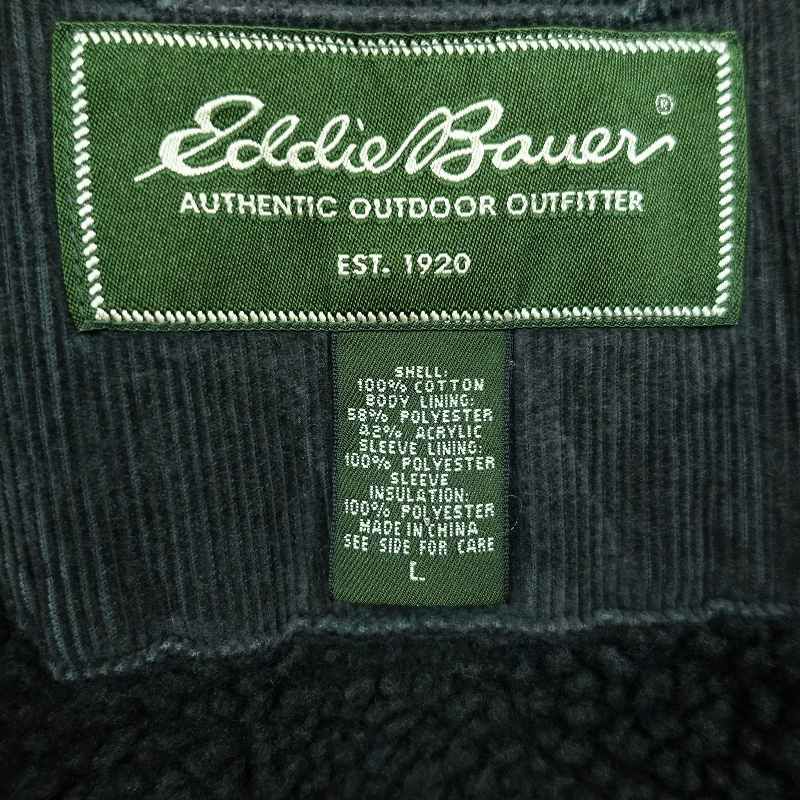 Eddie Bauer®
AUTHENTIC OUTDOOR OUTFITTER
EST. 1920
SHELL:
100% COTTON
BODY LINING:
58% POLYESTER
42% ACRYLIC
SLEEVE LINING:
100% POLYESTER
SLEEVE
INSULATION:
100% POLYESTER
MADE IN CHINA
SEE SIDE FOR CARE
L